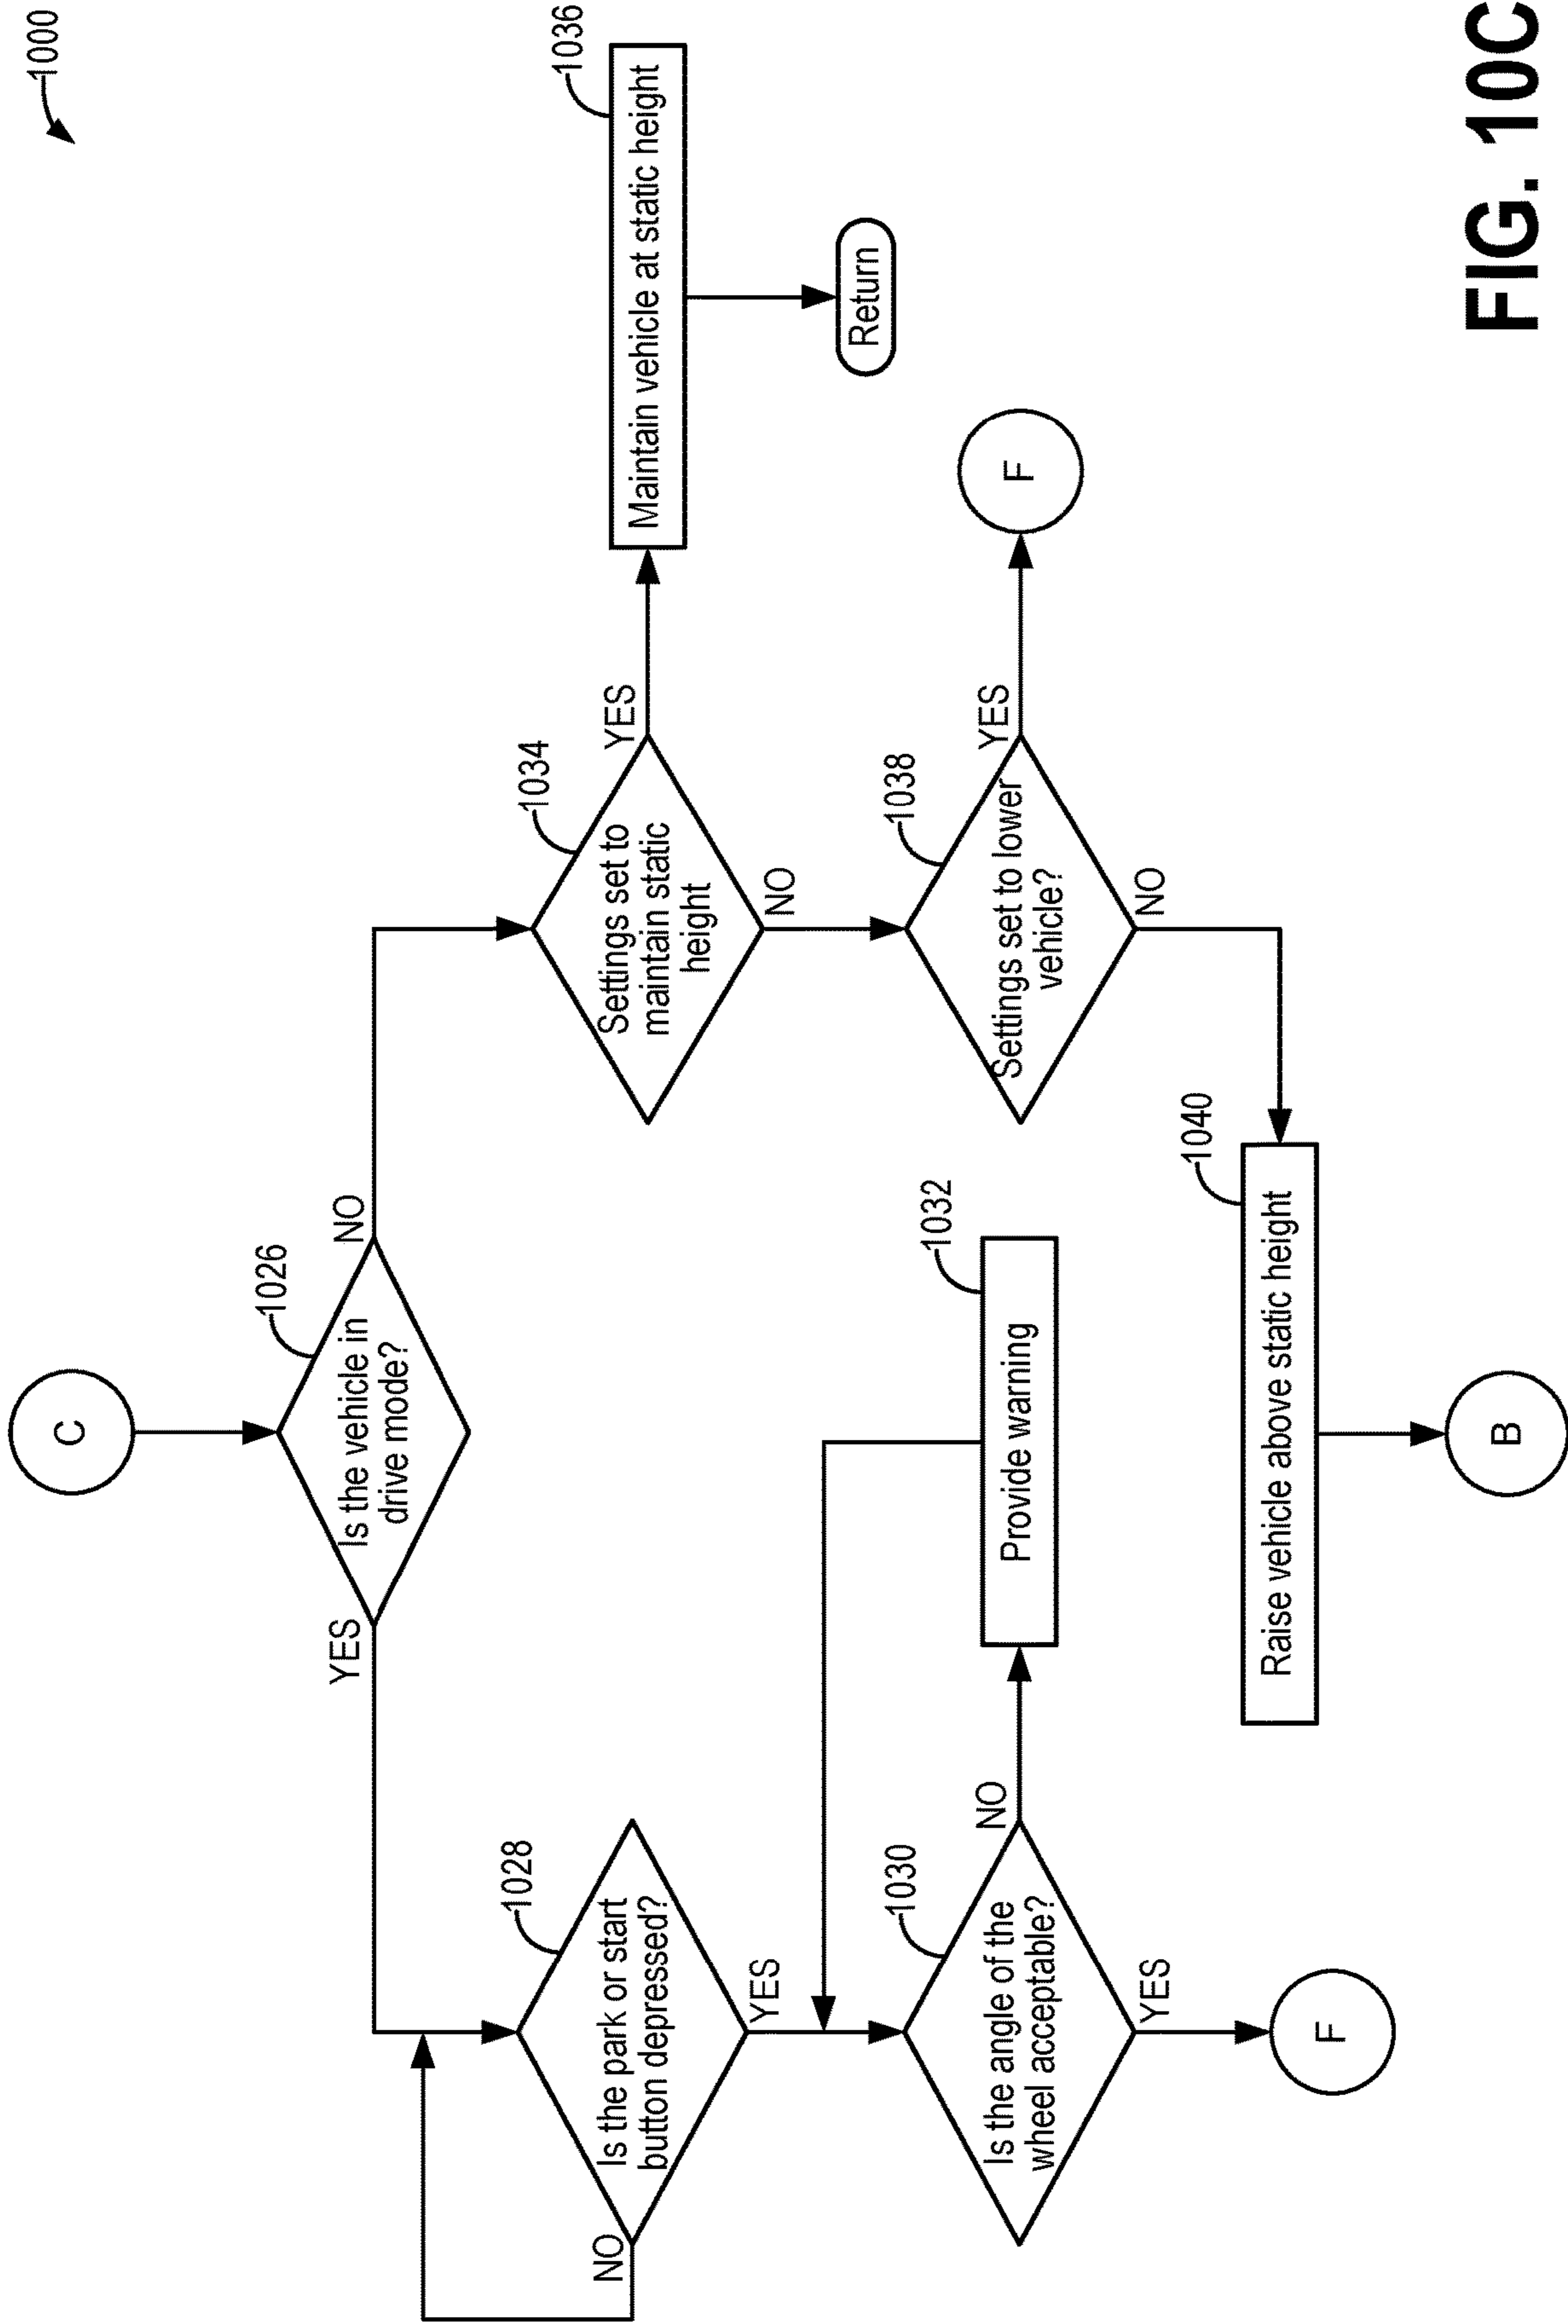 1000
C
1026
Is the vehicle in
drive mode?
YES
NO
1028
Is the park or start
button depressed?
NO
YES
1030
Is the angle of the
wheel acceptable?
NO
YES
1032
Provide warning
F
1034
Settings set to
maintain static
height
YES
NO
1036
Maintain vehicle at static height
Return
1038
Settings set to lower
vehicle?
YES
NO
F
1040
Raise vehicle above static height
B
FIG. 10C